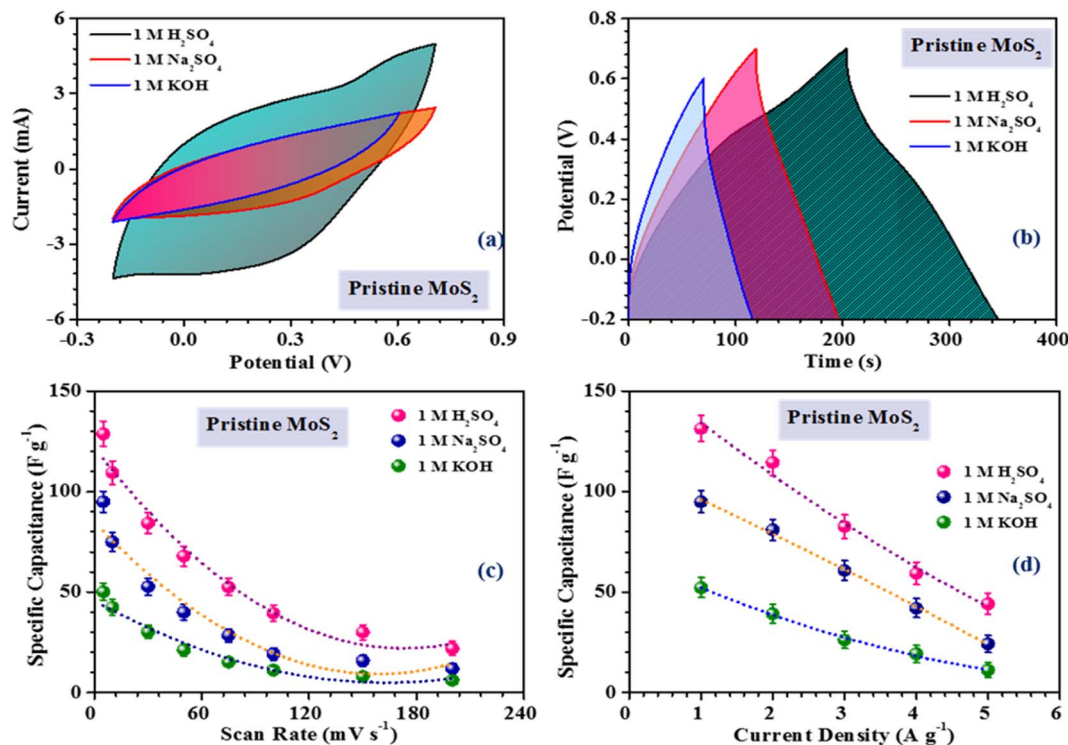 (a)
1 M H₂SO₄
1 M Na₂SO₄
1 M KOH
Pristine MoS₂
Current (mA)
6
3
0
-3
-6
-0.3
0.0
0.3
0.6
0.9
Potential (V)
(b)
Pristine MoS₂
1 M H₂SO₄
1 M Na₂SO₄
1 M KOH
Potential (V)
0.8
0.6
0.4
0.2
0.0
-0.2
0
100
200
300
400
Time (s)
(c)
Pristine MoS₂
1 M H₂SO₄
1 M Na₂SO₄
1 M KOH
Specific Capacitance (F g⁻¹)
150
100
50
0
0
60
120
180
240
Scan Rate (mV s⁻¹)
(d)
Pristine MoS₂
1 M H₂SO₄
1 M Na₂SO₄
1 M KOH
Specific Capacitance (F g⁻¹)
150
100
50
0
0
1
2
3
4
5
6
Current Density (A g⁻¹)